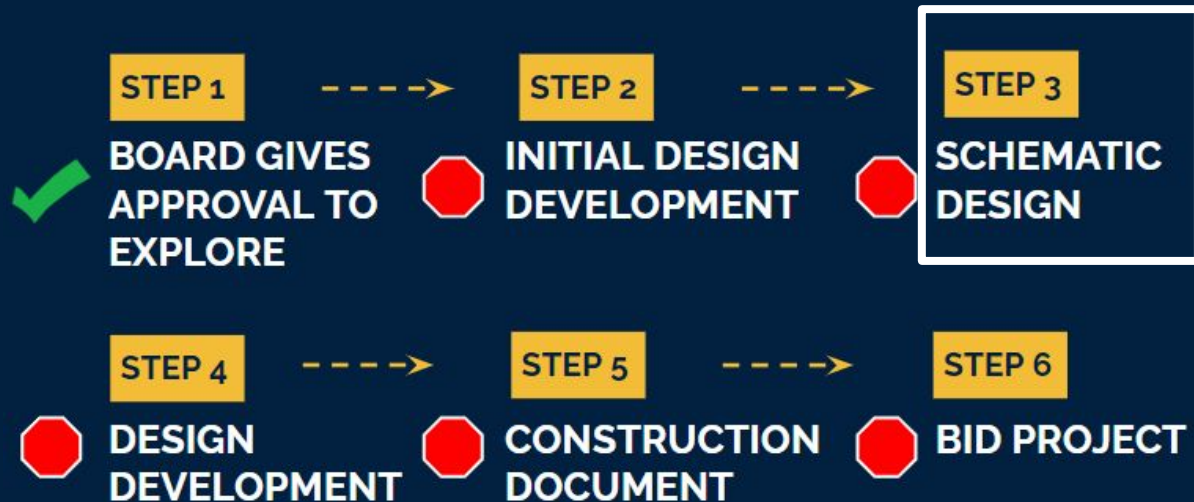 STEP 1
BOARD GIVES
APPROVAL TO
EXPLORE
STEP 2
INITIAL DESIGN
DEVELOPMENT
STEP 3
SCHEMATIC
DESIGN
STEP 4
DESIGN
DEVELOPMENT
STEP 5
CONSTRUCTION
DOCUMENT
STEP 6
BID PROJECT